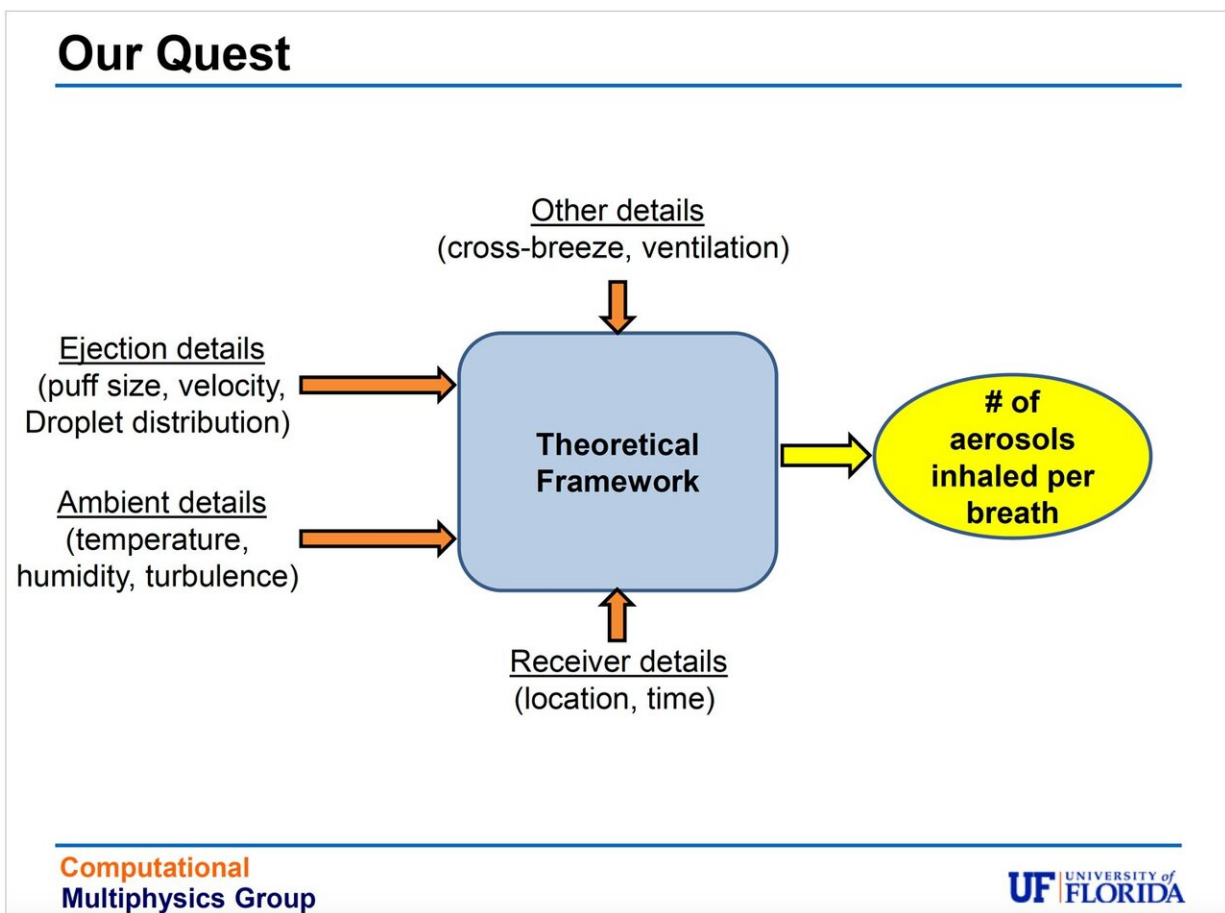 Our Quest
Other details
(cross-breeze, ventilation)
Ejection details
(puff size, velocity,
Droplet distribution)
Ambient details
(temperature,
humidity, turbulence)
Theoretical
Framework
# of
aerosols
inhaled per
breath
Receiver details
(location, time)
Computational
Multiphysics Group
UF UNIVERSITY of
FLORIDA